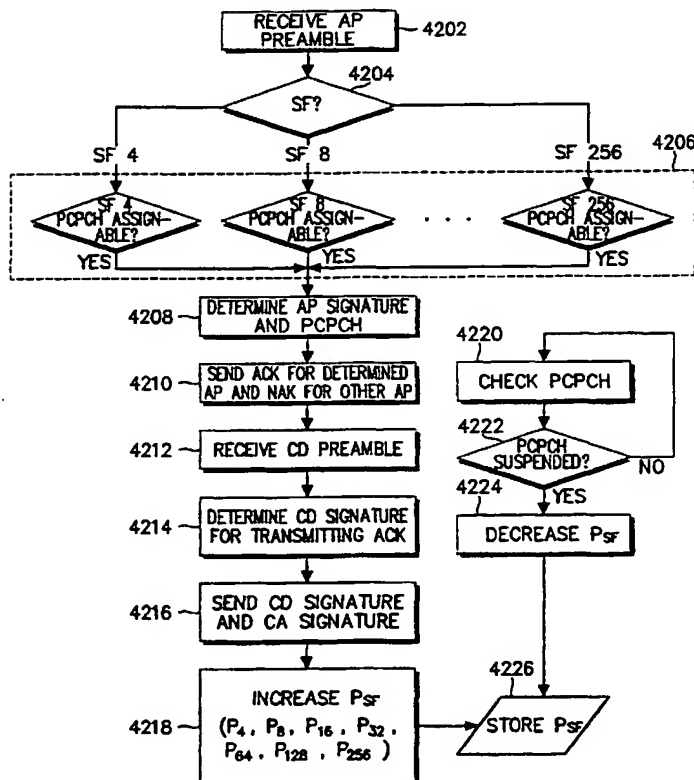 RECEIVE AP
PREAMBLE
4202
4204
SF?
SF 4
SF 8
SF 256
4206
SF 4
PCPCH ASSIGN-
ABLE?
SF 8
PCPCH ASSIGN-
ABLE?
. . .
SF 256
PCPCH ASSIGN-
ABLE?
YES
YES
YES
4208
DETERMINE AP SIGNATURE
AND PCPCH
4210
SEND ACK FOR DETERMINED
AP AND NAK FOR OTHER AP
4212
RECEIVE CD PREAMBLE
4214
DETERMINE CD SIGNATURE
FOR TRANSMITTING ACK
4216
SEND CD SIGNATURE
AND CA SIGNATURE
4218
INCREASE PSF
(P4, P8, P16, P32,
P64, P128, P256)
4220
CHECK PCPCH
4222
PCPCH
SUSPENDED?
NO
YES
4224
DECREASE PSF
4226
STORE PSF